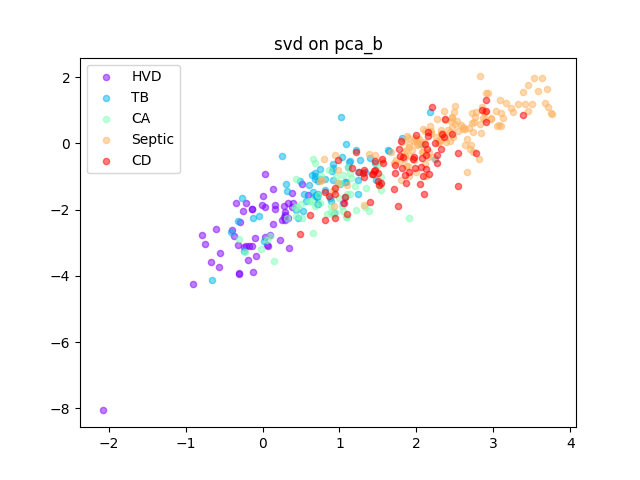 svd on pca_b
HVD
TB
CA
Septic
CD
2
0
−2
−4
−6
−8
−2
−1
0
1
2
3
4